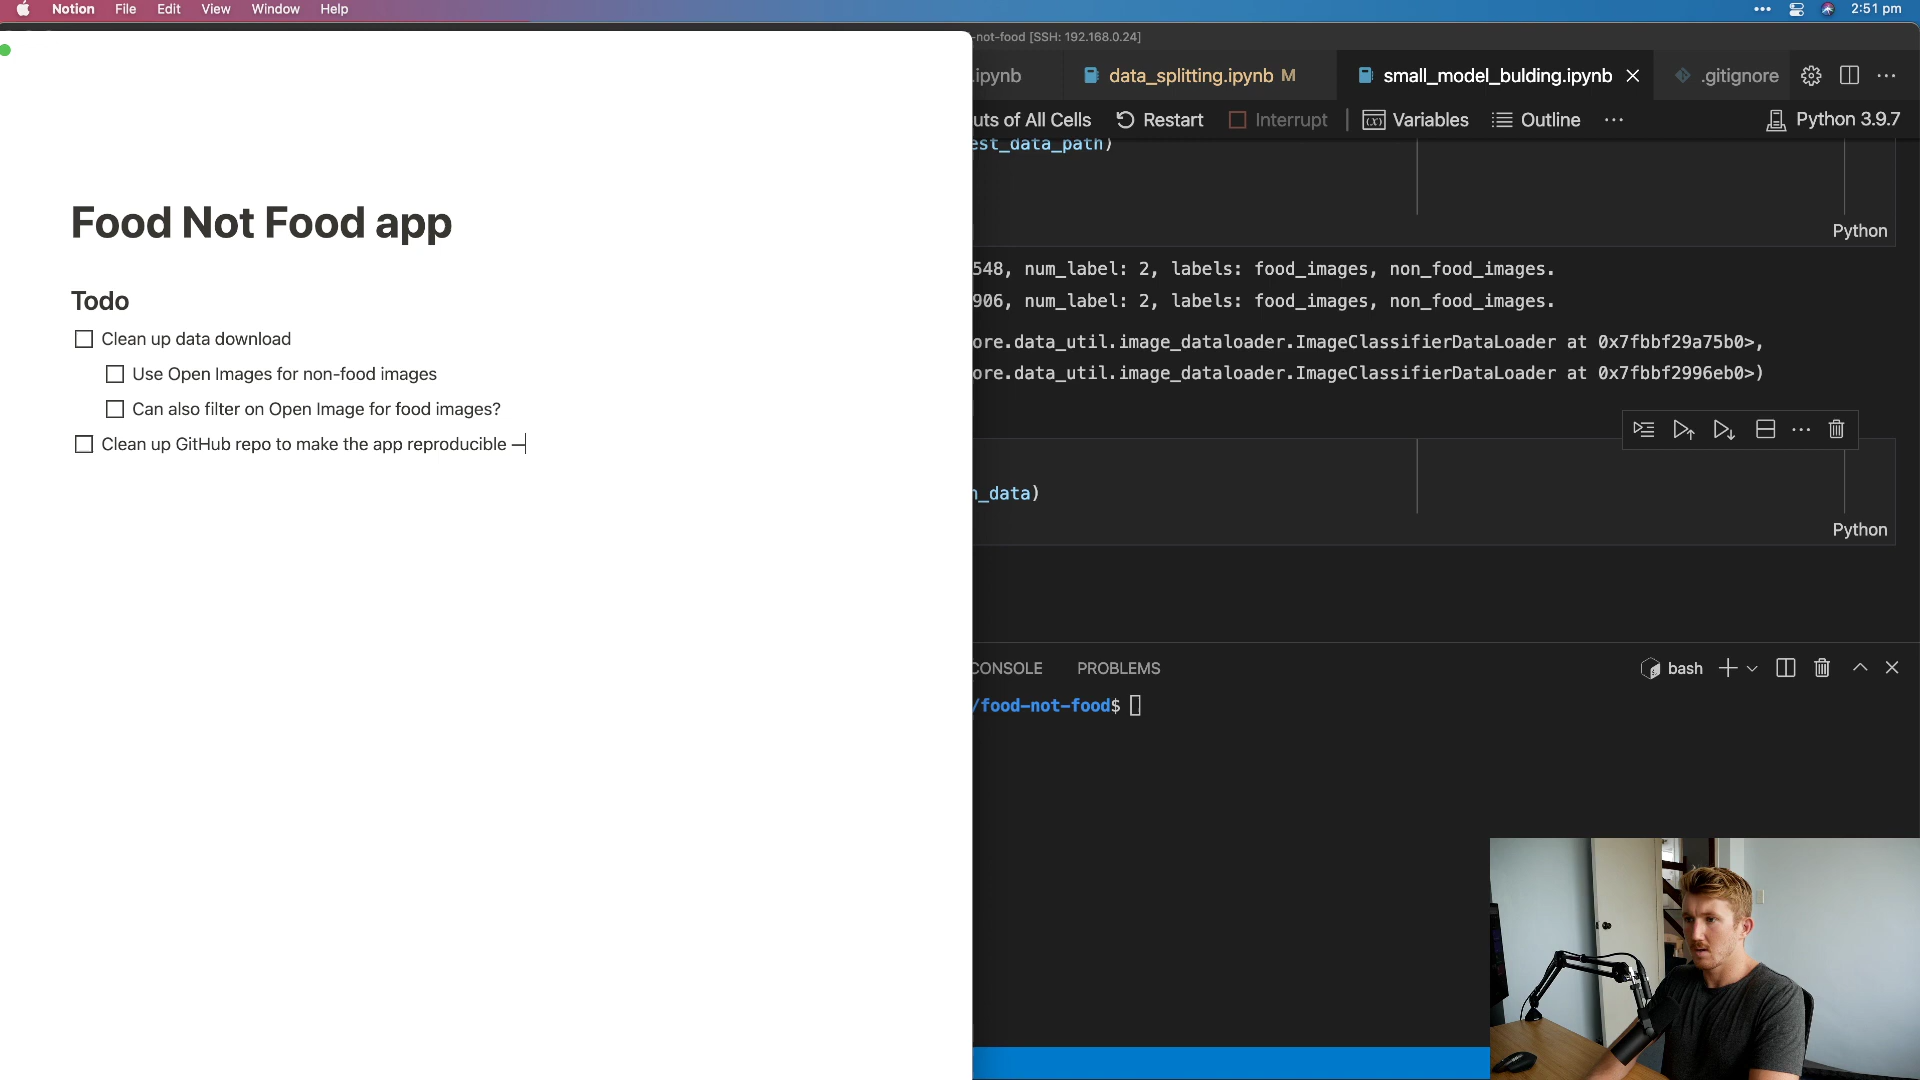 Notion File Edit View Window Help
2:51 pm
-not-food [SSH: 192.168.0.24]
.ipynb
data_splitting.ipynb M
small_model_bulding.ipynb
.gitignore
uts of All Cells
Restart
Interrupt
Variables
Outline
Python 3.9.7
est_data_path)
Python
Food Not Food app
548, num_label: 2, labels: food_images, non_food_images.
906, num_label: 2, labels: food_images, non_food_images.
Todo
Clean up data download
ore.data_util.image_dataloader.ImageClassifierDataLoader at 0x7fbbf29a75b0>,
Use Open Images for non-food images
ore.data_util.image_dataloader.ImageClassifierDataLoader at 0x7fbbf2996eb0>)
Can also filter on Open Image for food images?
Clean up GitHub repo to make the app reproducible —
n_data)
Python
CONSOLE
PROBLEMS
bash
/food-not-food$